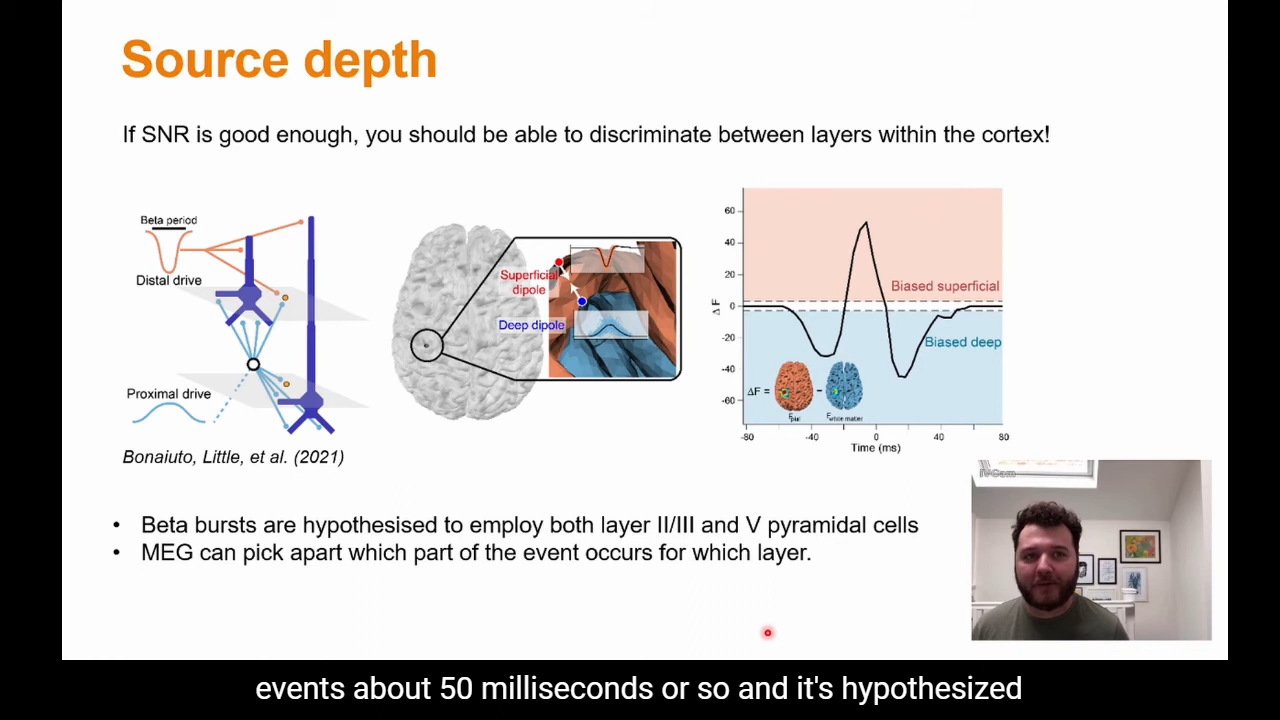 Source depth
If SNR is good enough, you should be able to discriminate between layers within the cortex!
Beta period
Distal drive
Proximal drive
Bonaiuto, Little, et al. (2021)
Superficial
dipole
Deep dipole
ΔF
60
40
20
0
-20
-40
-60
Biased superficial
Biased deep
ΔF =
-
F pial
F white matter
-80
-40
0
40
80
Time (ms)
• Beta bursts are hypothesised to employ both layer II/III and V pyramidal cells
• MEG can pick apart which part of the event occurs for which layer.
events about 50 milliseconds or so and it's hypothesized